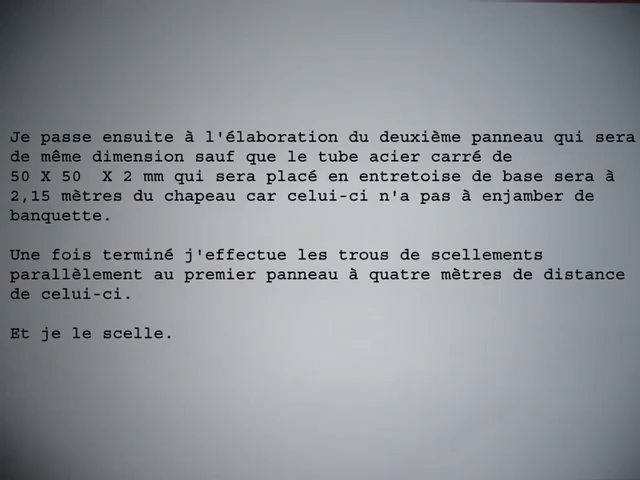 Je passe ensuite à l'élaboration du deuxième panneau qui sera
de même dimension sauf que le tube acier carré de
50 X 50  X 2 mm qui sera placé en entretoise de base sera à
2,15 mètres du chapeau car celui-ci n'a pas à enjamber de
banquette.
Une fois terminé j'effectue les trous de scellements
parallèlement au premier panneau à quatre mètres de distance
de celui-ci.
Et je le scelle.